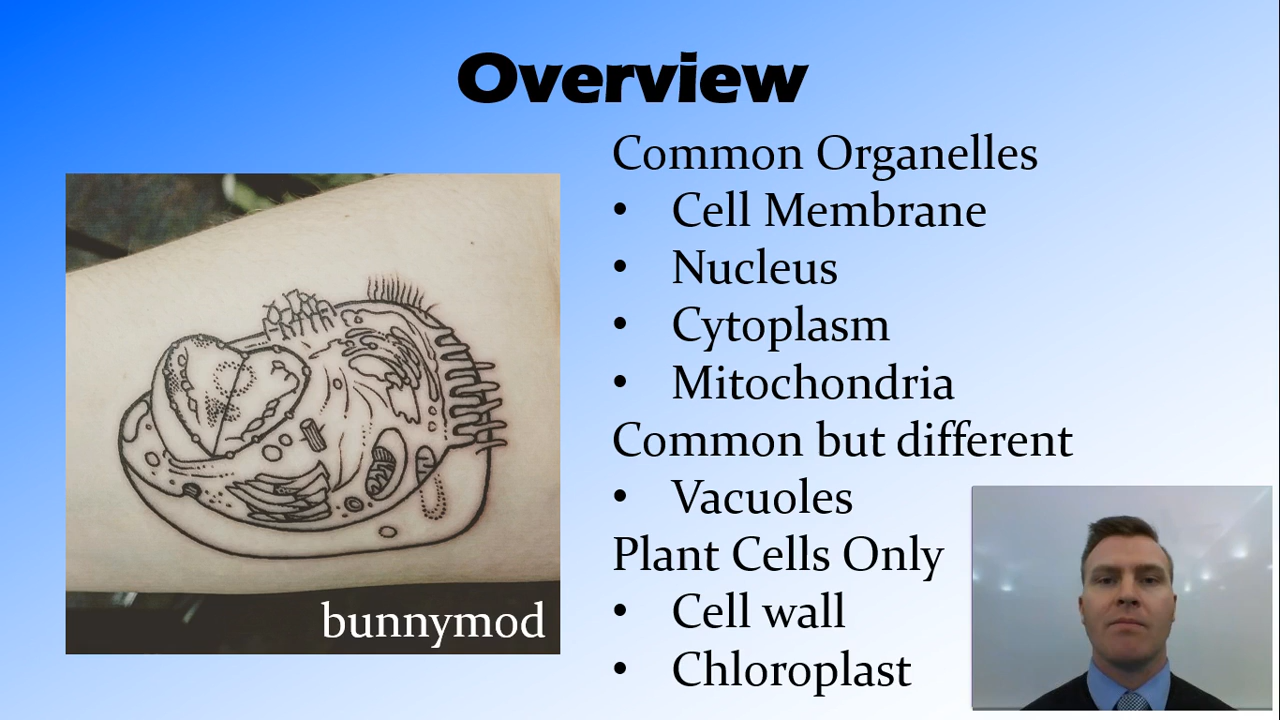 Overview
Common Organelles
• Cell Membrane
• Nucleus
• Cytoplasm
• Mitochondria
Common but different
• Vacuoles
Plant Cells Only
• Cell wall
• Chloroplast
bunnymod